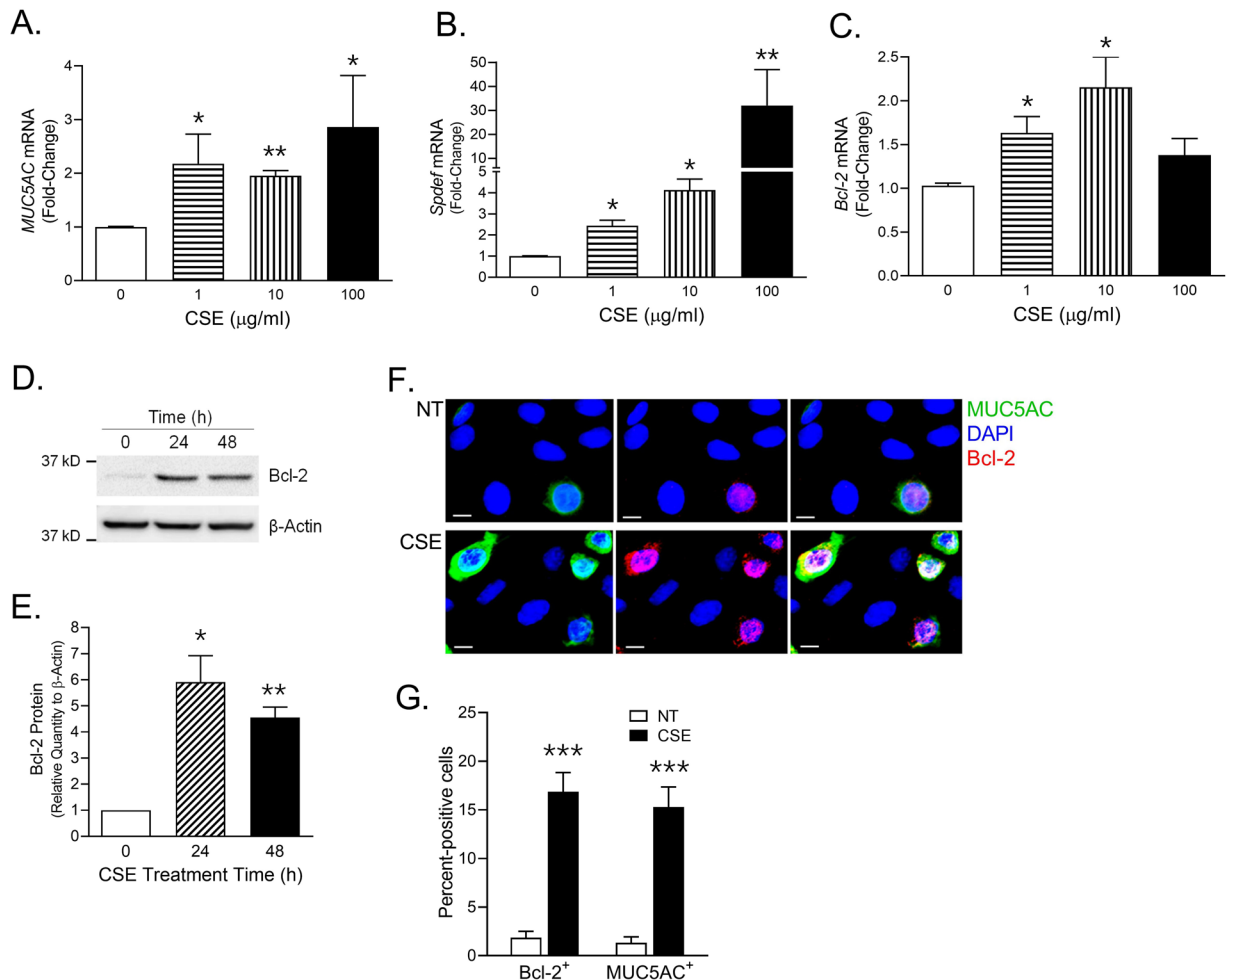 A.
MUC5AC mRNA
(Fold-Change)
4
3
2
1
0
*
**
*
0 1 10 100
CSE (μg/ml)
B.
Spdef mRNA
(Fold-Change)
50
40
30
20
10
5
4
3
2
1
0
*
*
**
0 1 10 100
CSE (μg/ml)
C.
Bcl-2 mRNA
(Fold-Change)
2.5
2.0
1.5
1.0
0.5
0.0
*
*
0 1 10 100
CSE (μg/ml)
D.
Time (h)
0 24 48
37 kD
Bcl-2
37 kD
β-Actin
E.
Bcl-2 Protein
(Relative Quantity to β-Actin)
8
7
6
5
4
3
2
1
0
*
**
0 24 48
CSE Treatment Time (h)
F.
NT
CSE
MUC5AC
DAPI
Bcl-2
G.
Percent-positive cells
25
20
15
10
5
0
NT
CSE
***
***
Bcl-2+
MUC5AC+